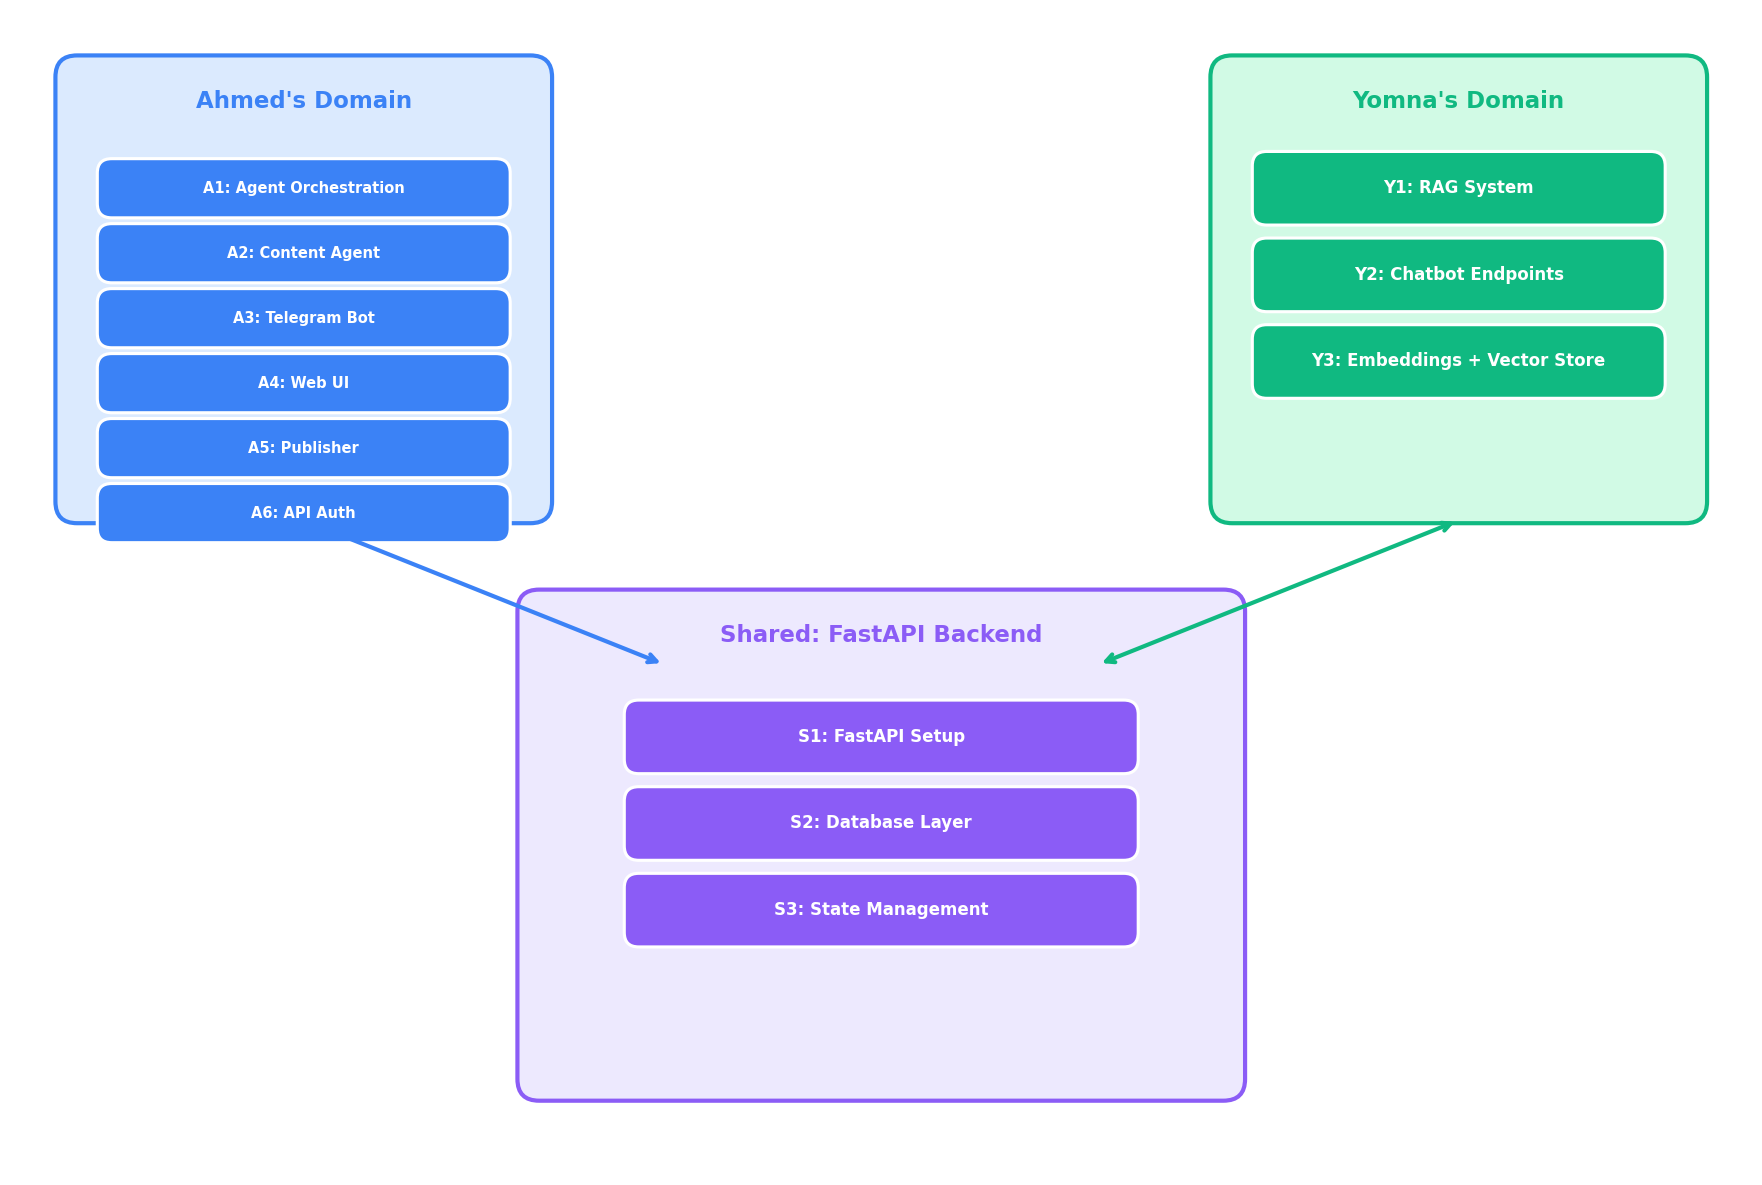 Ahmed's Domain
A1: Agent Orchestration
A2: Content Agent
A3: Telegram Bot
A4: Web UI
A5: Publisher
A6: API Auth
Yomna's Domain
Y1: RAG System
Y2: Chatbot Endpoints
Y3: Embeddings + Vector Store
Shared: FastAPI Backend
S1: FastAPI Setup
S2: Database Layer
S3: State Management